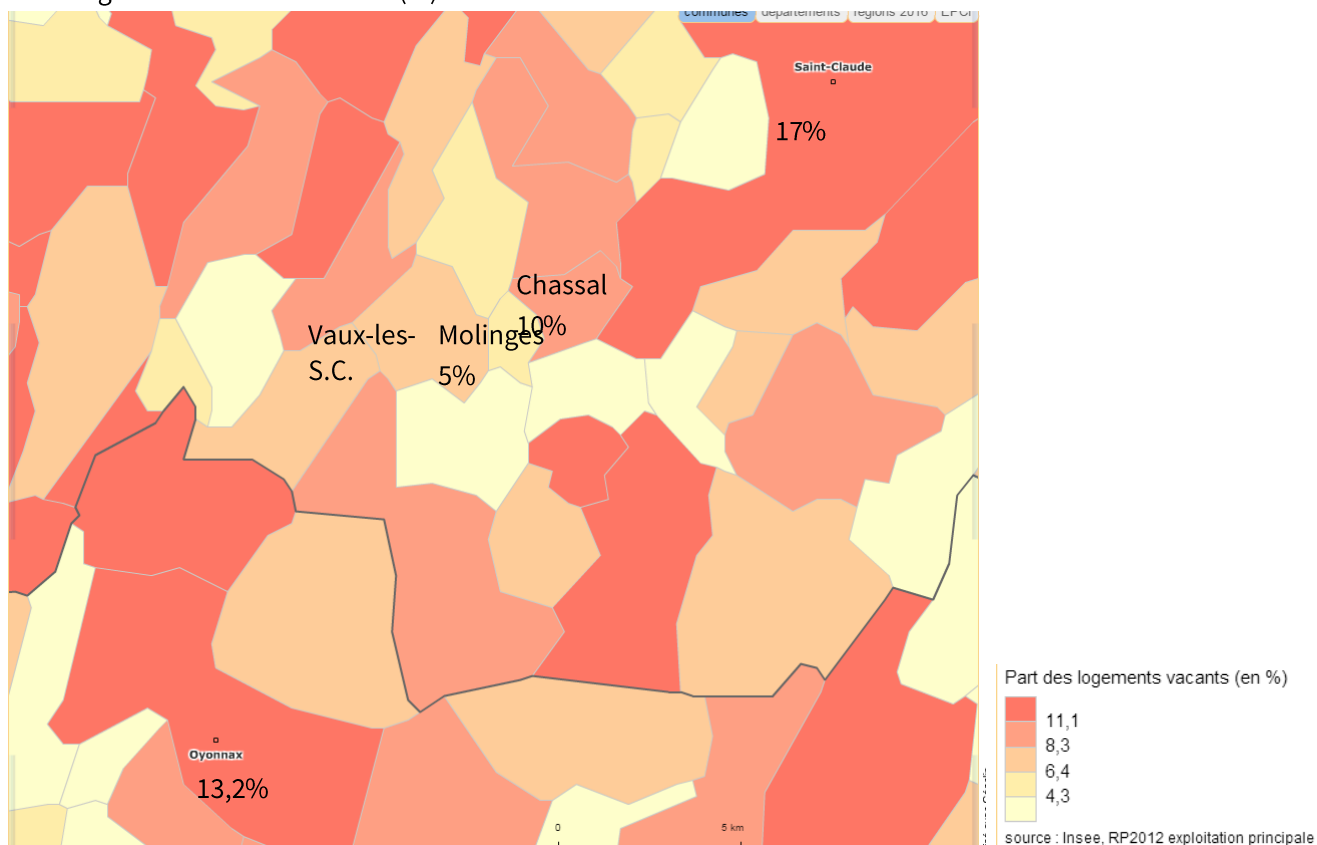 communes départements régions 2016 EPCI
Saint-Claude
17%
Chassal
10%
Vaux-les-
S.C.
Molinges
5%
Oyonnax
13,2%
0 5 km
Part des logements vacants (en %)
11,1
8,3
6,4
4,3
source : Insee, RP2012 exploitation principale